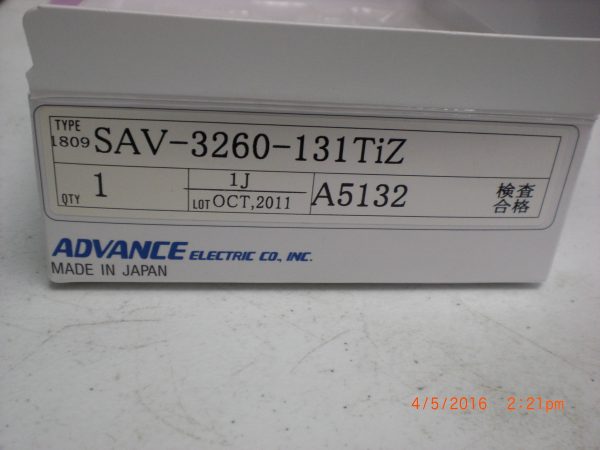 TYPE
1809 SAV-3260-131TiZ
QTY 1
1J
LOT OCT,2011
A5132
検査
合格
ADVANCE ELECTRIC CO., INC.
MADE IN JAPAN
4/5/2016 2:21pm